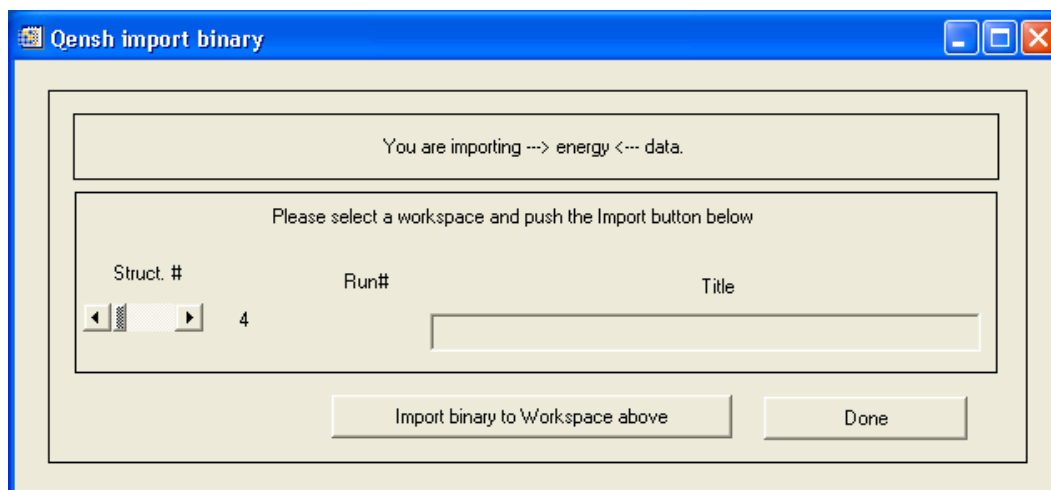 Qensh import binary
You are importing ---> energy <--- data.
Please select a workspace and push the Import button below
Struct. #
Run#
Title
4
Import binary to Workspace above
Done